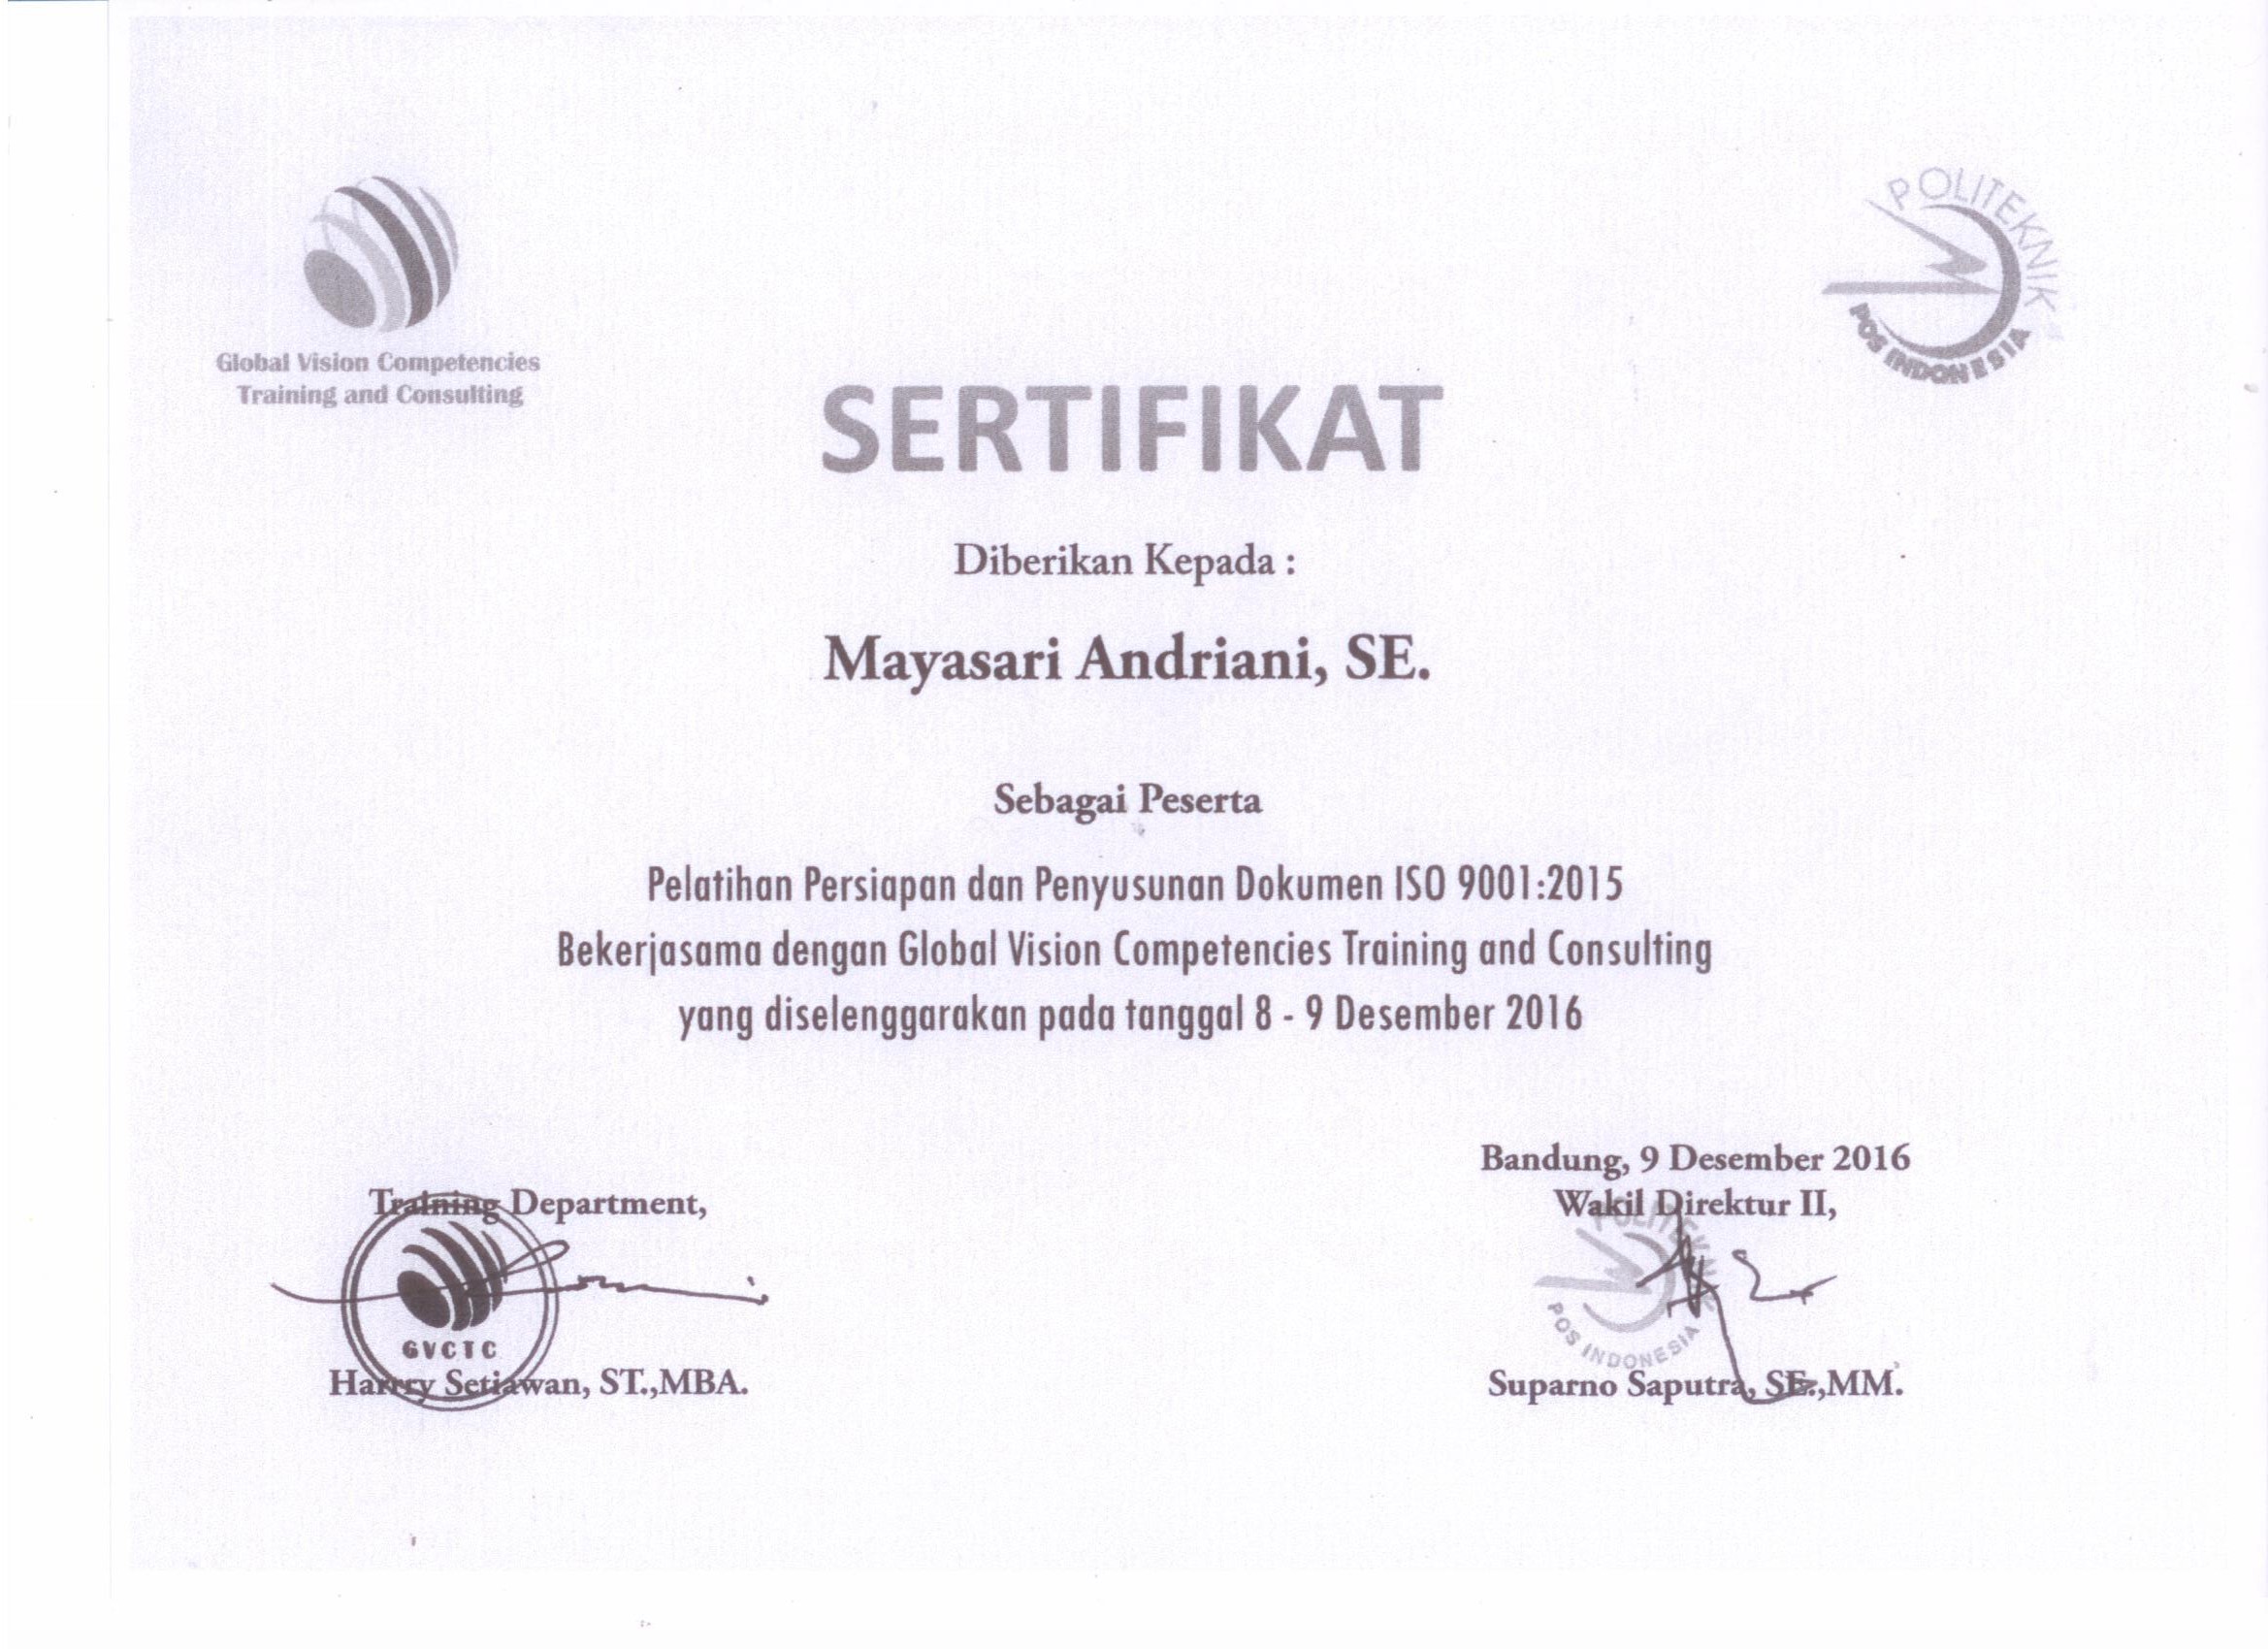 Global Vision Competencies
Training and Consulting
POLITEKNIK
POS INDONESIA
SERTIFIKAT
Diberikan Kepada :
Mayasari Andriani, SE.
Sebagai Peserta
Pelatihan Persiapan dan Penyusunan Dokumen ISO 9001:2015
Bekerjasama dengan Global Vision Competencies Training and Consulting
yang diselenggarakan pada tanggal 8 - 9 Desember 2016
Training Department,
GVCTC
Harrry Setiawan, ST.,MBA.
Bandung, 9 Desember 2016
Wakil Direktur II,
POLITEKNIK
POS INDONESIA
Suparno Saputra, SE.,MM.